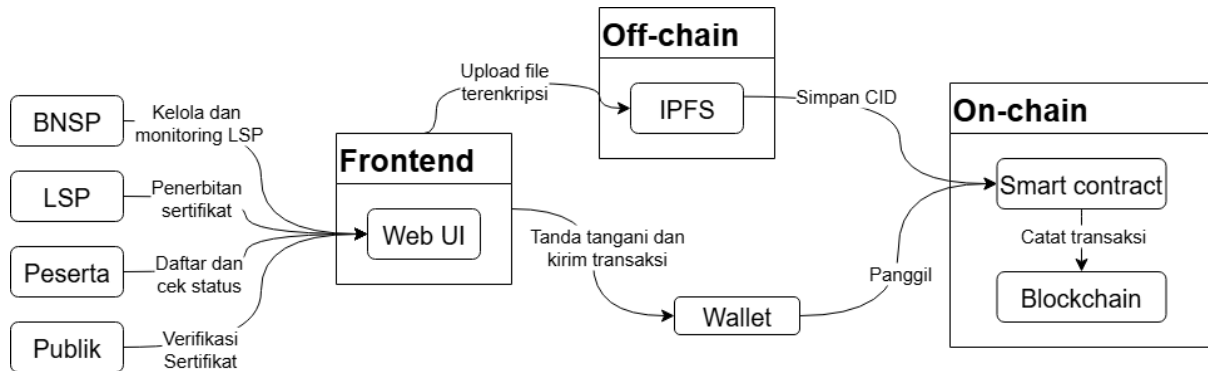 BNSP
Kelola dan
monitoring LSP
LSP
Penerbitan
sertifikat
Peserta
Daftar dan
cek status
Publik
Verifikasi
Sertifikat
Frontend
Web UI
Upload file
terenkripsi
Off-chain
IPFS
Simpan CID
Tanda tangani dan
kirim transaksi
Wallet
Panggil
On-chain
Smart contract
Catat transaksi
Blockchain